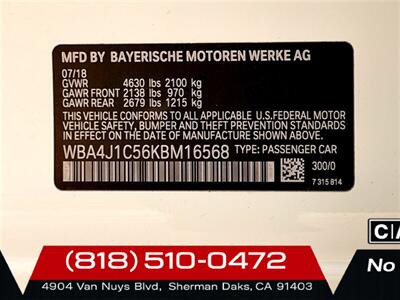 MFD BY BAYERISCHE MOTOREN WERKE AG
07/18
GVWR 4630 lbs 2100 kg
GAWR FRONT 2138 lbs 970 kg
GAWR REAR 2679 lbs 1215 kg
THIS VEHICLE CONFORMS TO ALL APPLICABLE
U.S.FEDERAL MOTOR
VEHICLE SAFETY, BUMPER, AND THEFT PREVENTION
STANDARDS IN EFFECT ON THE DATE OF
MANUFACTURE SHOWN ABOVE.
WBA4J1C56KBM16568 TYPE: PASSENGER CAR
300/0
7 315 814
(818) 510-0472
No
4904 Van Nuys Blvd, Sherman Oaks, CA 91403